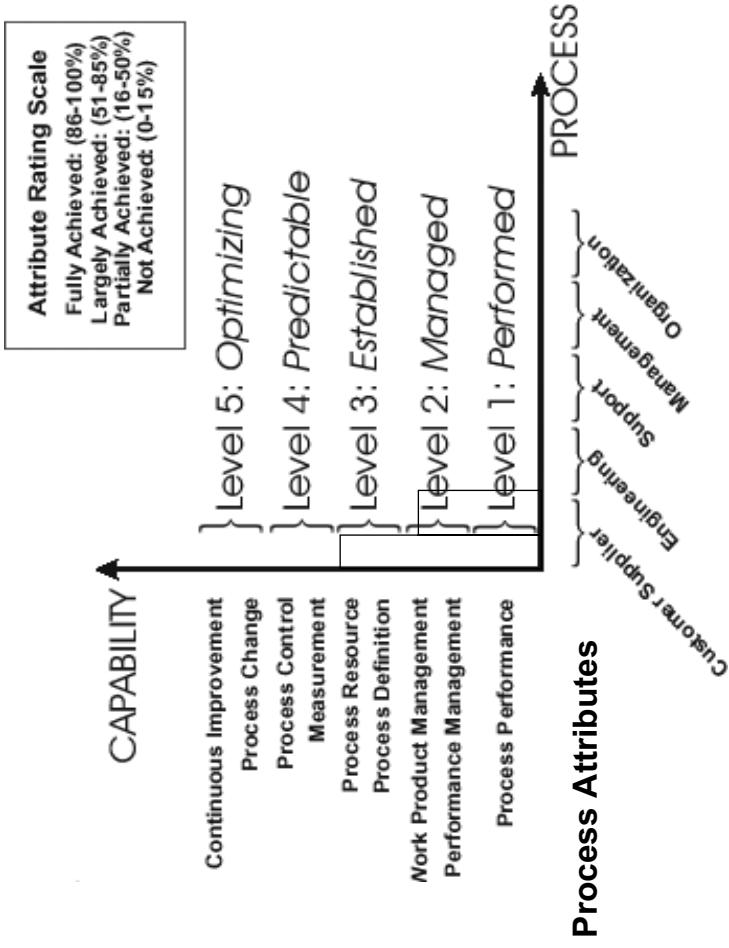 Attribute Rating Scale
Fully Achieved: (86-100%)
Largely Achieved: (51-85%)
Partially Achieved: (16-50%)
Not Achieved: (0-15%)
CAPABILITY
Continuous Improvement
Process Change
Level 5: Optimizing
Process Control
Measurement
Level 4: Predictable
Process Resource
Process Definition
Level 3: Established
Work Product Management
Performance Management
Level 2: Managed
Process Performance
Level 1: Performed
PROCESS
Process Attributes
Customer Supplier
Engineering
Support
Management
Organization